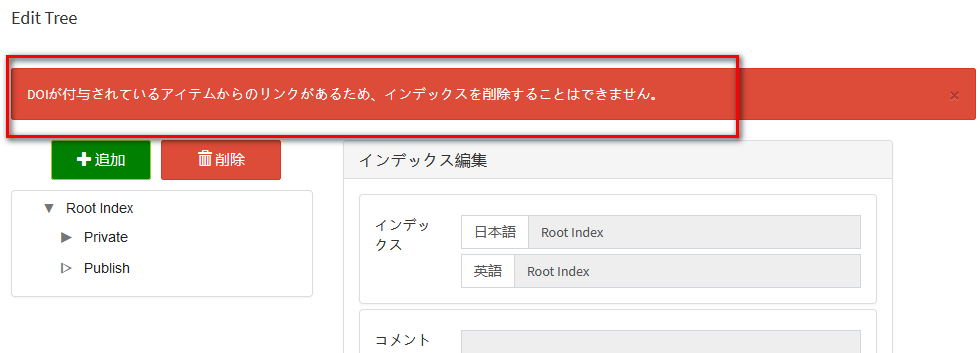 Edit Tree
DOIが付与されているアイテムからのリンクがあるため、インデックスを削除することはできません。
×
追加
削除
Root Index
Private
Publish
インデックス編集
インデッ
クス
日本語
Root Index
英語
Root Index
コメント